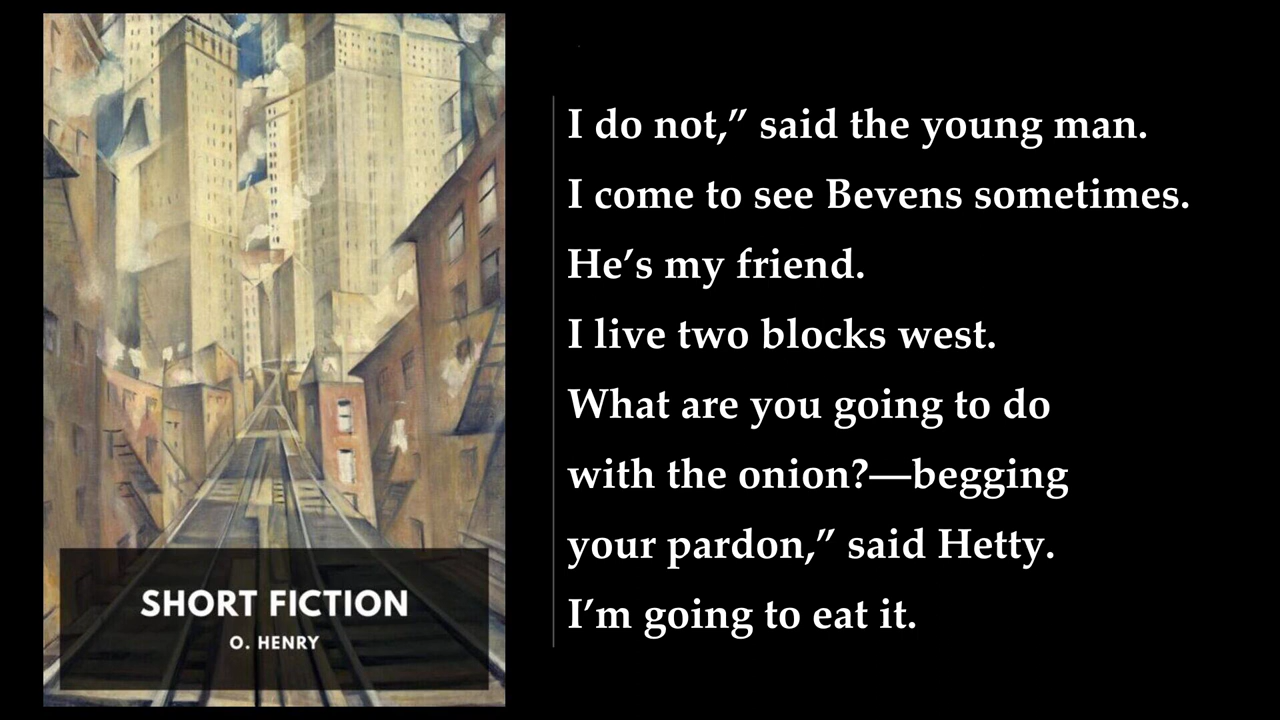 SHORT FICTION
O. HENRY
I do not,” said the young man.
I come to see Bevens sometimes.
He’s my friend.
I live two blocks west.
What are you going to do
with the onion?—begging
your pardon,” said Hetty.
I’m going to eat it.